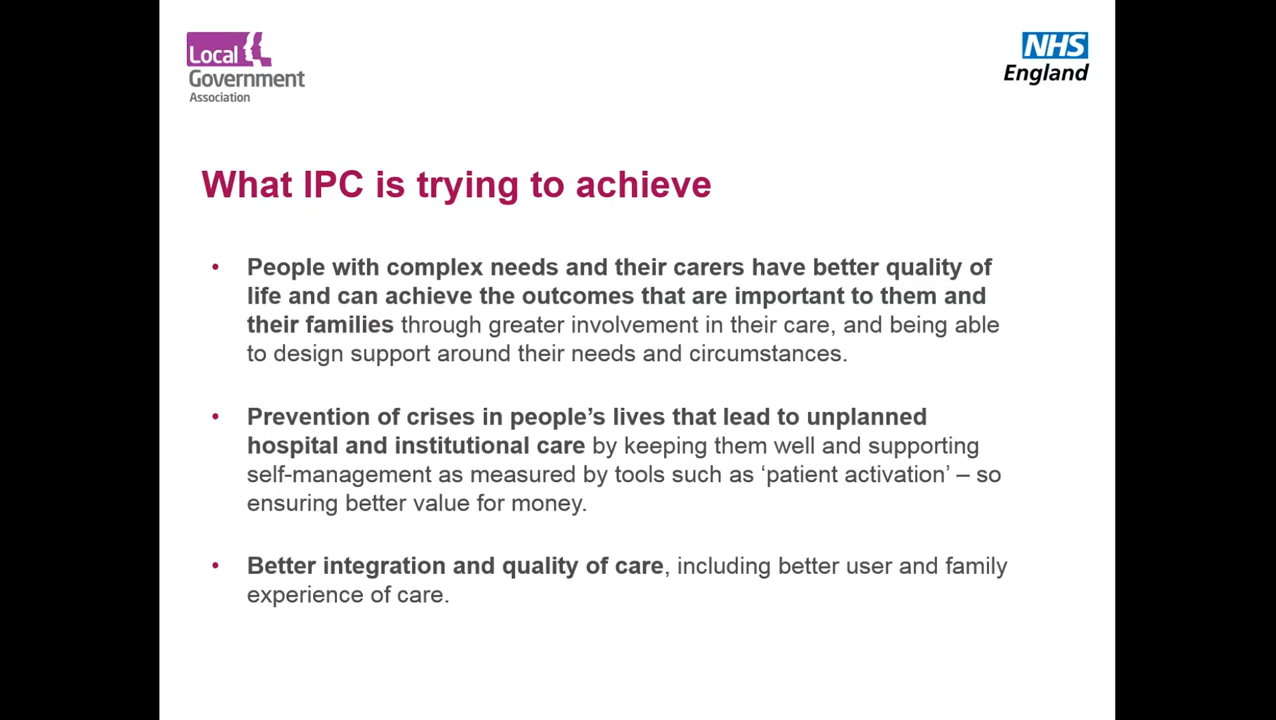 Local
Government
Association
NHS
England
What IPC is trying to achieve
• People with complex needs and their carers have better quality of
life and can achieve the outcomes that are important to them and
their families through greater involvement in their care, and being able
to design support around their needs and circumstances.
• Prevention of crises in people’s lives that lead to unplanned
hospital and institutional care by keeping them well and supporting
self-management as measured by tools such as ‘patient activation’ – so
ensuring better value for money.
• Better integration and quality of care, including better user and family
experience of care.